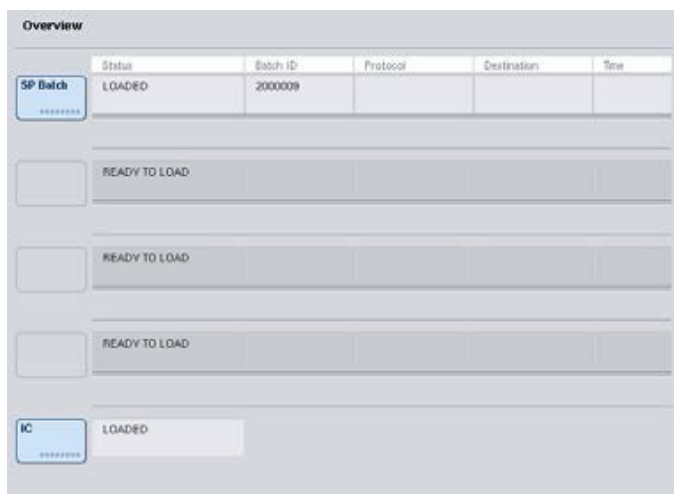 Overview
Status Batch ID Protocol Destination Time
SP Batch LOADED 2000009
READY TO LOAD
READY TO LOAD
READY TO LOAD
IC LOADED